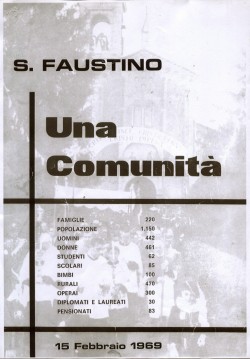 S. FAUSTINO
Una
Comunità
FAMIGLIE 220
POPOLAZIONE 1.150
UOMINI 442
DONNE 461
STUDENTI 62
SCOLARI 85
BIMBI 100
RURALI 470
OPERAI 300
DIPLOMATI E LAUREATI 30
PENSIONATI 83
15 Febbraio 1969